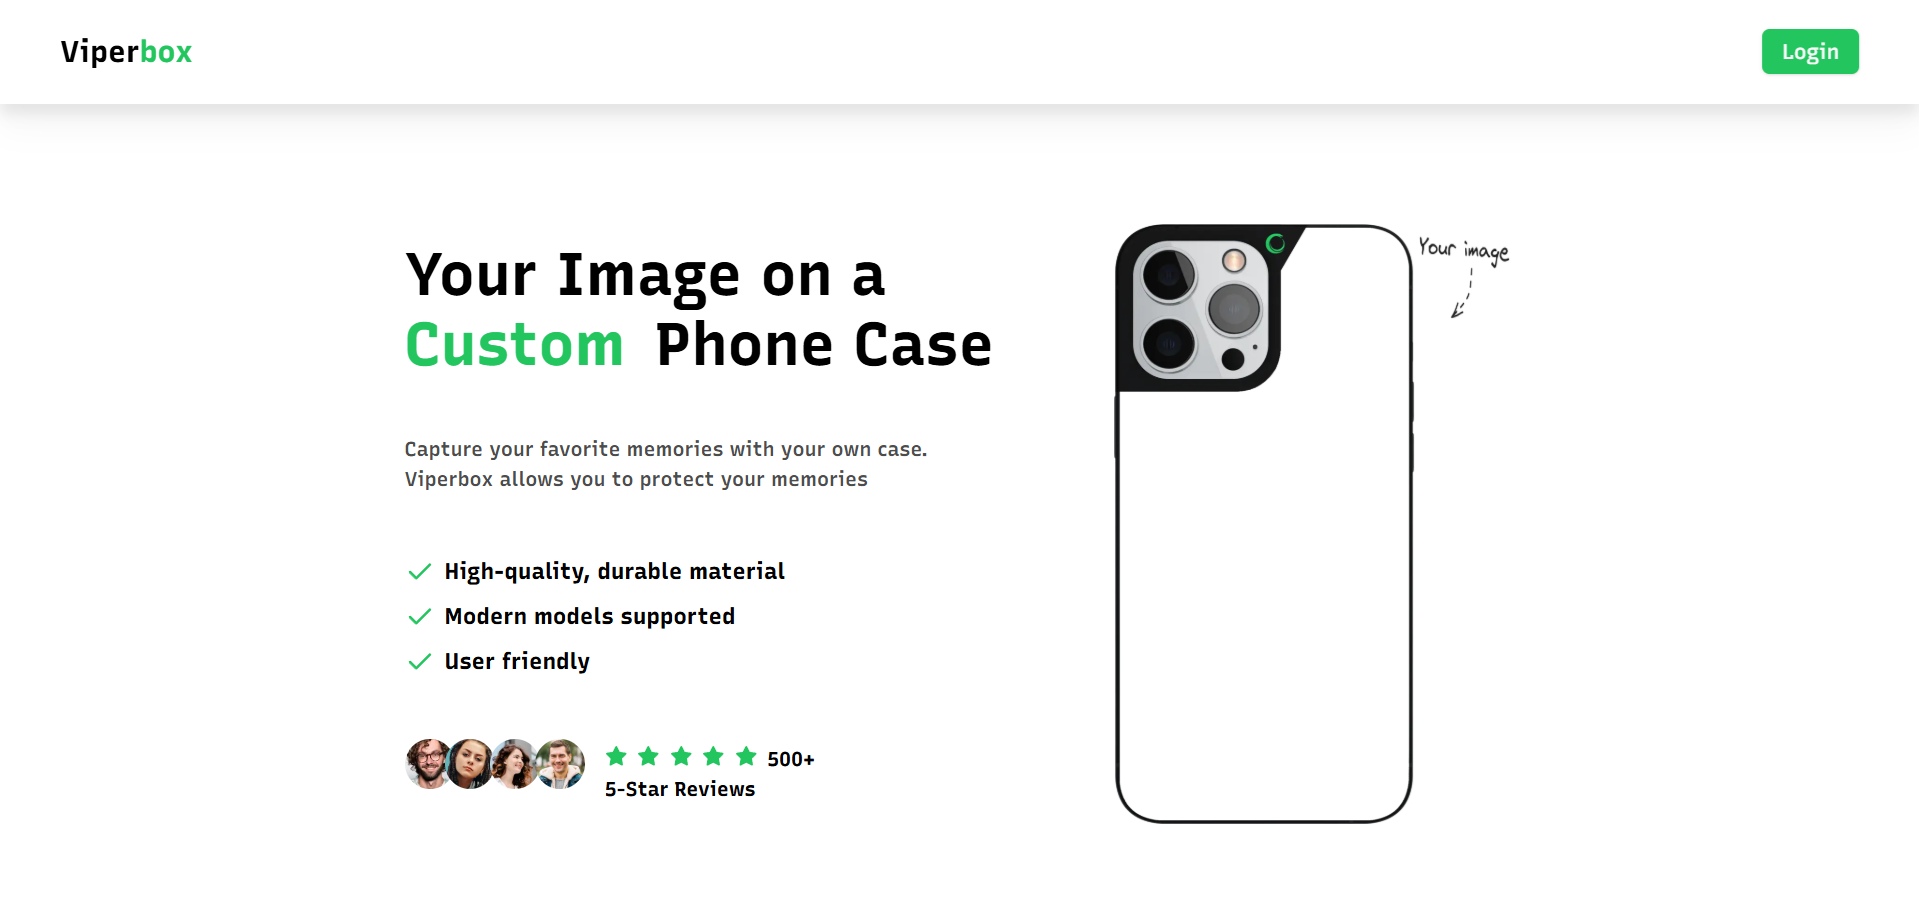 Viperbox
Login
Your Image on a
Custom Phone Case
Your image
Capture your favorite memories with your own case.
Viperbox allows you to protect your memories
High-quality, durable material
Modern models supported
User friendly
500+
5-Star Reviews